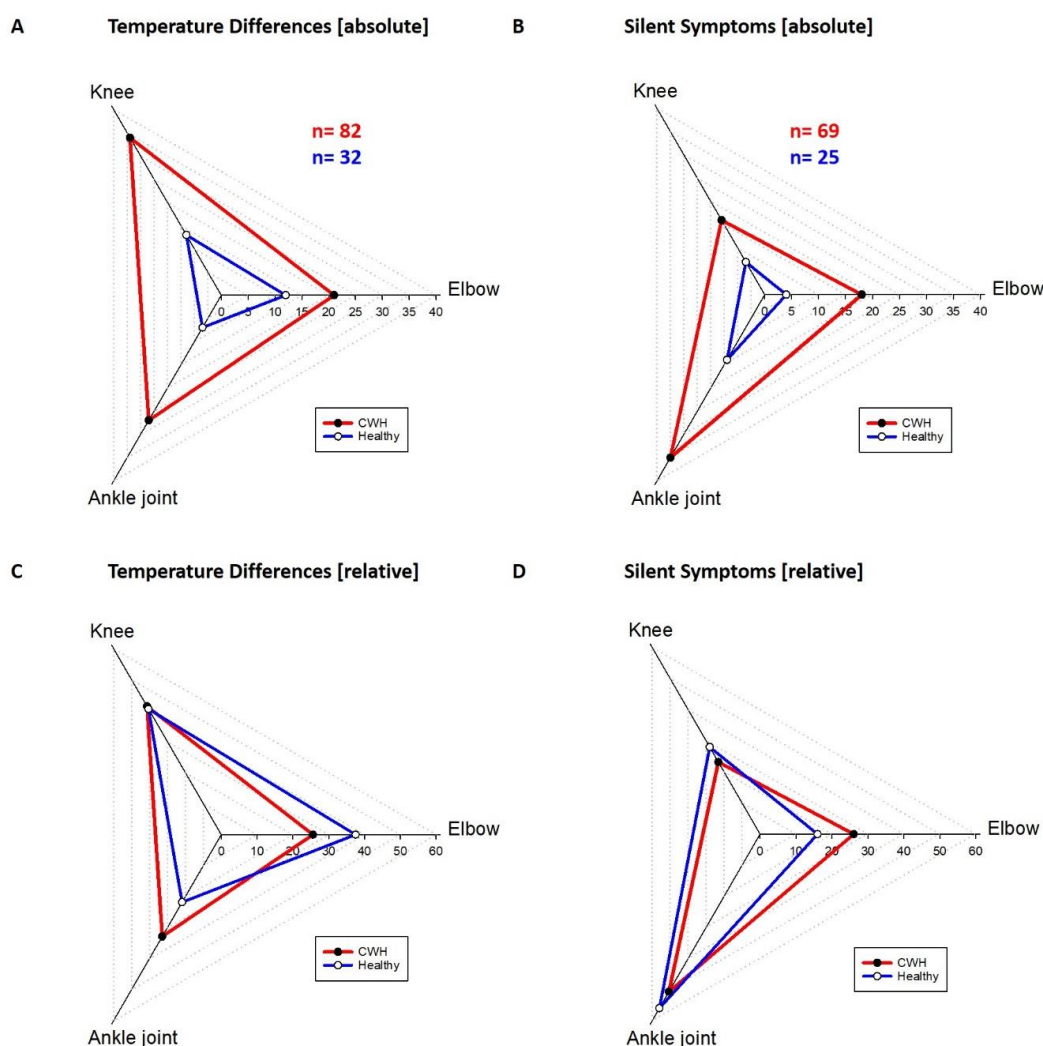 A Temperature Differences [absolute]
Knee
n= 82
n= 32
Elbow
0 5 10 15 20 25 30 35 40
CWH
Healthy
Ankle joint
B Silent Symptoms [absolute]
Knee
n= 69
n= 25
Elbow
0 5 10 15 20 25 30 35 40
CWH
Healthy
Ankle joint
C Temperature Differences [relative]
Knee
Elbow
0 10 20 30 40 50 60
CWH
Healthy
Ankle joint
D Silent Symptoms [relative]
Knee
Elbow
0 10 20 30 40 50 60
CWH
Healthy
Ankle joint